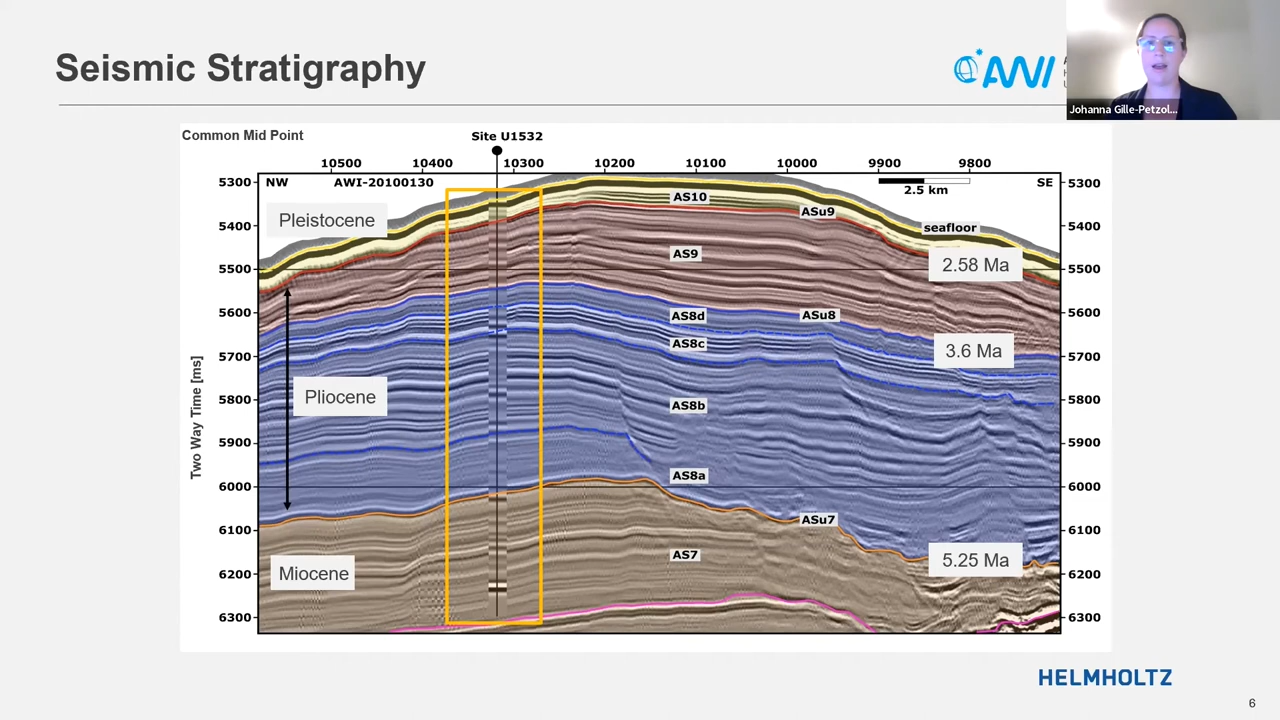 Seismic Stratigraphy
AWI
Johanna Gille-Petzol...
Common Mid Point
Site U1532
10500 10400 10300 10200 10100 10000 9900 9800
NW AWI-20100130 2.5 km SE
5300 5300
5400 5400
5500 5500
5600 5600
5700 5700
5800 5800
5900 5900
6000 6000
6100 6100
6200 6200
6300 6300
Two Way Time [ms]
Pleistocene
Pliocene
Miocene
AS10
ASu9
seafloor
AS9
2.58 Ma
AS8d
ASu8
AS8c
3.6 Ma
AS8b
AS8a
ASu7
AS7
5.25 Ma
HELMHOLTZ
6